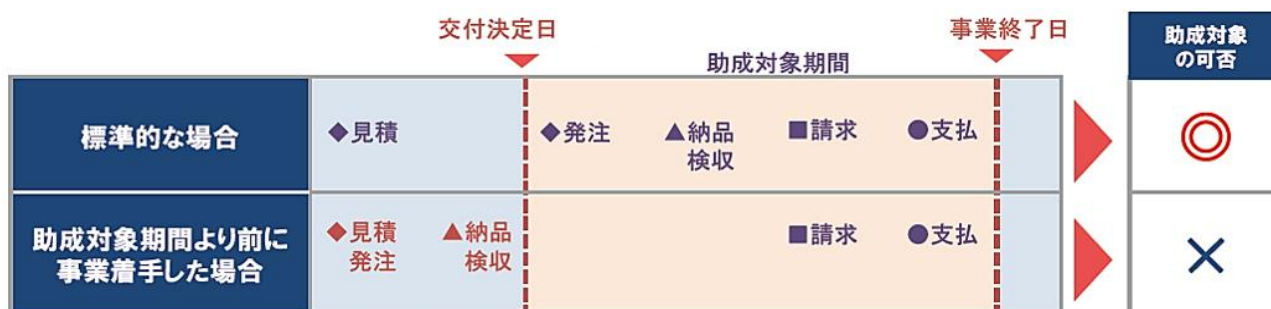 交付決定日
事業終了日
助成対象
の可否
助成対象期間
標準的な場合
◆見積
◆発注
▲納品
検収
■請求
●支払
◎
助成対象期間より前に
事業着手した場合
◆見積
発注
▲納品
検収
■請求
●支払
×